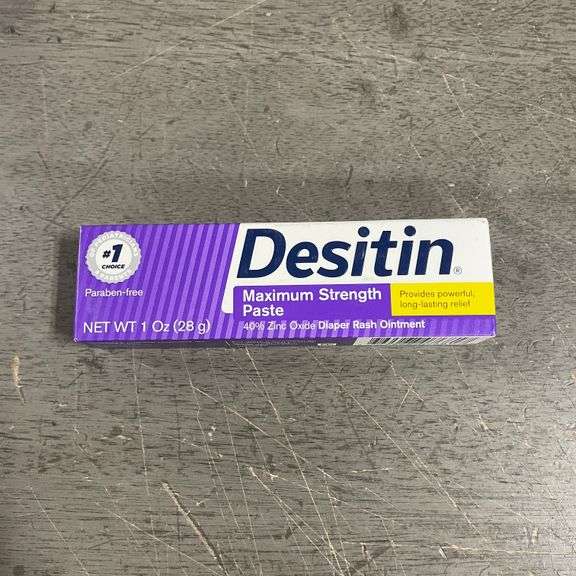 #1
CHOICE
Paraben-free
NET WT 1 Oz (28 g)
Desitin®
Maximum Strength
Paste
40% Zinc Oxide Diaper Rash Ointment
Provides powerful,
long-lasting relief